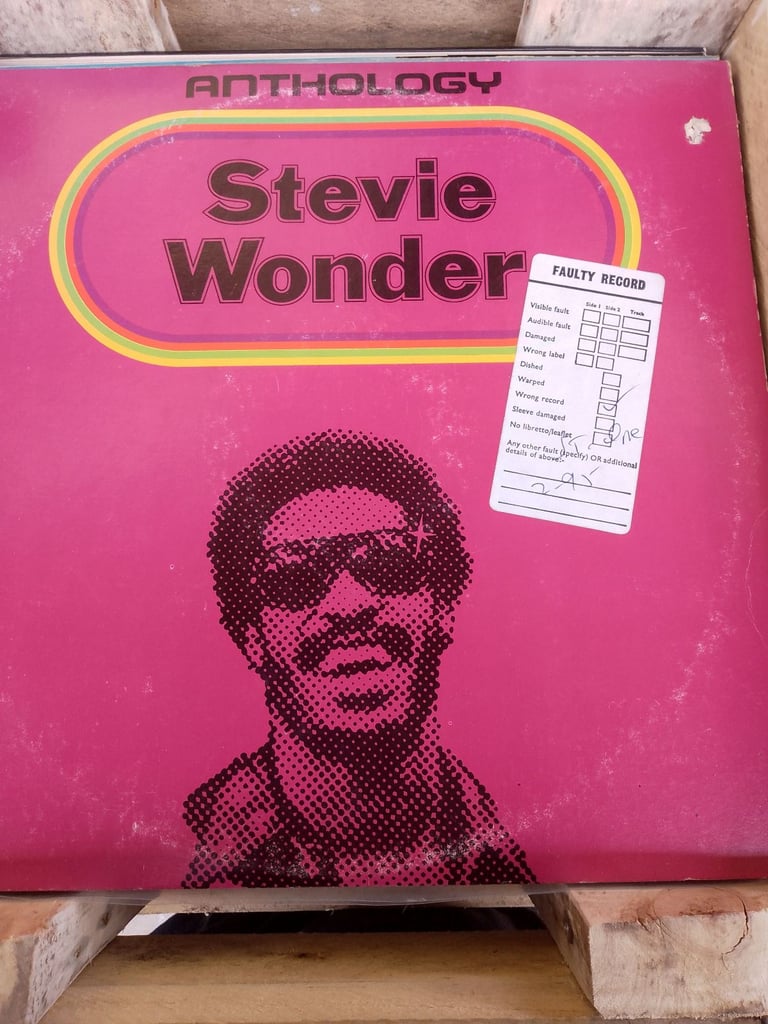 ANTHOLOGY
Stevie
Wonder
FAULTY RECORD
Side 1 Side 2 Track
Visible fault
Audible fault
Damaged
Wrong label
Dished
Warped
Wrong record
Sleeve damaged
No libretto/leaflet
Any other fault (specify) OR additional
details of above:-